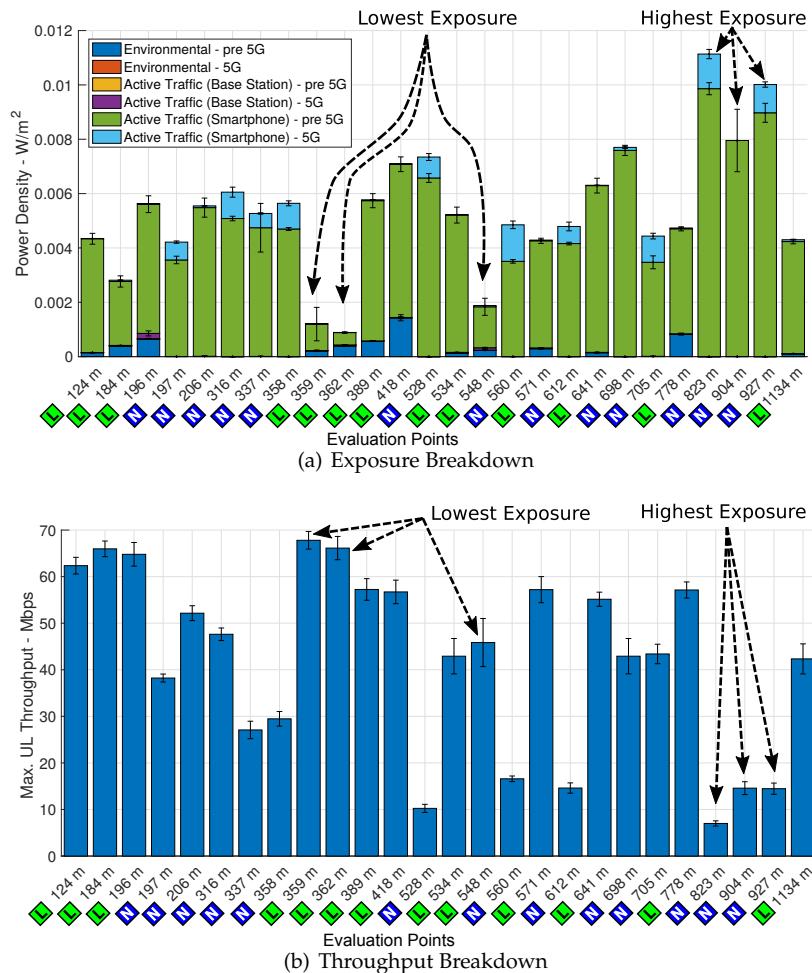 Lowest Exposure
Highest Exposure
0.012
0.01
0.008
0.006
0.004
0.002
0
Power Density - W/m²
Environmental - pre 5G
Environmental - 5G
Active Traffic (Base Station) - pre 5G
Active Traffic (Base Station) - 5G
Active Traffic (Smartphone) - pre 5G
Active Traffic (Smartphone) - 5G
124 m 184 m 196 m 197 m 206 m 316 m 337 m 358 m 359 m 362 m 389 m 418 m 528 m 534 m 548 m 560 m 571 m 612 m 641 m 698 m 705 m 778 m 823 m 904 m 927 m 1134 m
L L L N N N N N L L L L N L L N L N L N N L N N N L
Evaluation Points
(a) Exposure Breakdown
Lowest Exposure
Highest Exposure
70
60
50
40
30
20
10
0
Max. UL Throughput - Mbps
124 m 184 m 196 m 197 m 206 m 316 m 337 m 358 m 359 m 362 m 389 m 418 m 528 m 534 m 548 m 560 m 571 m 612 m 641 m 698 m 705 m 778 m 823 m 904 m 927 m 1134 m
L L L N N N N N L L L L N L L N L N L N N L N N N L
Evaluation Points
(b) Throughput Breakdown